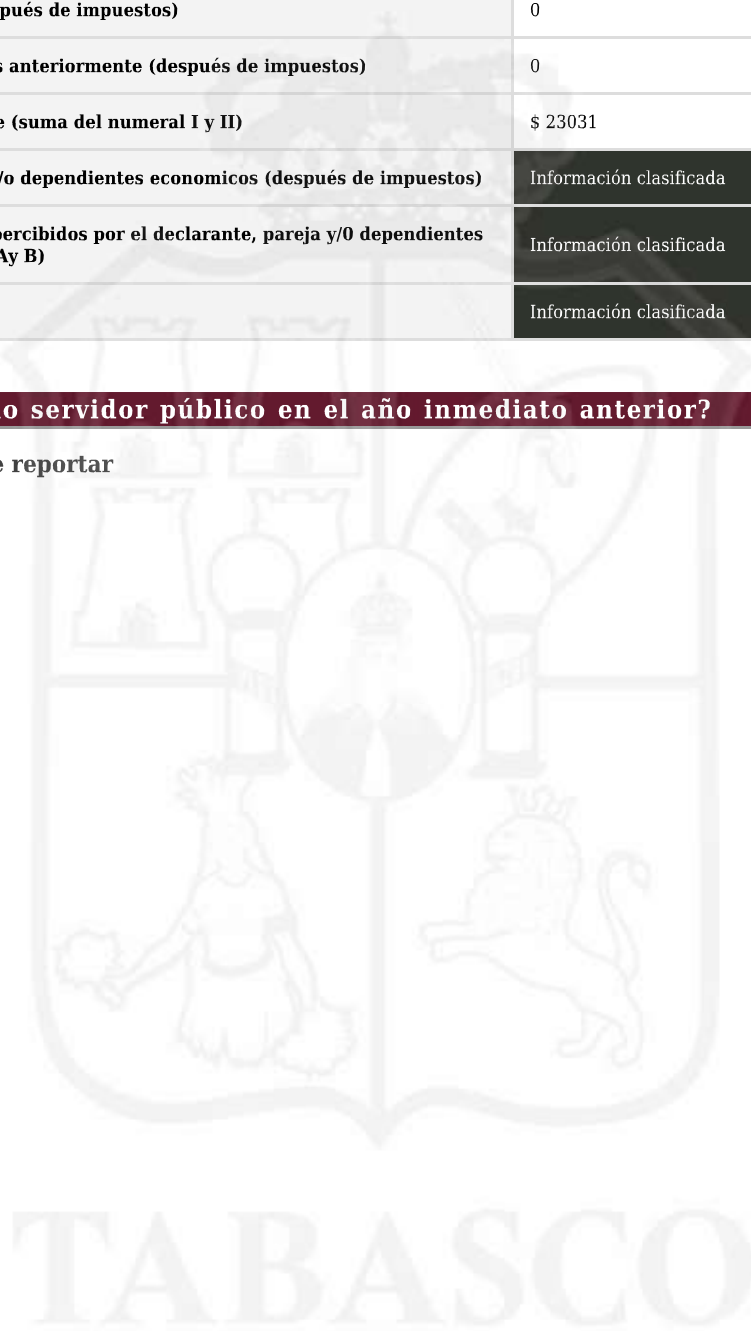 pués de impuestos) 0
s anteriormente (después de impuestos) 0
e (suma del numeral I y II) $ 23031
/o dependientes economicos (después de impuestos) Información clasificada
percibidos por el declarante, pareja y/0 dependientes
Ay B) Información clasificada
Información clasificada
lo servidor público en el año inmediato anterior?
e reportar
TABASCO